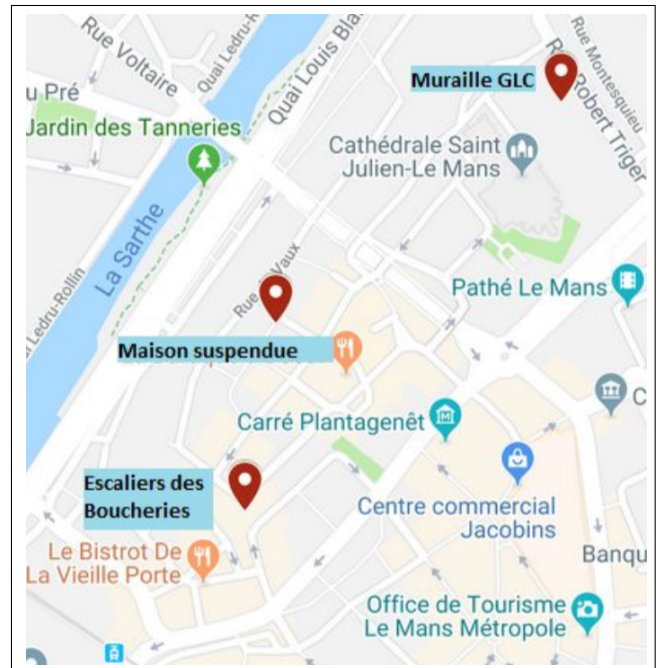 Rue Voltaire
Quai Ledru-Ro
Quai Louis Bla
Rue Montesquieu
Robert Triger
Muraille GLC
u Pré
Jardin des Tanneries
Cathédrale Saint
Julien-Le Mans
La Sarthe
i Ledru-Rollin
Rue
Vaux
Pathé Le Mans
Maison suspendue
C
Carré Plantagenêt
Escaliers des
Boucheries
Centre commercial
Jacobins
Le Bistrot De
La Vieille Porte
Banqu
Office de Tourisme
Le Mans Métropole